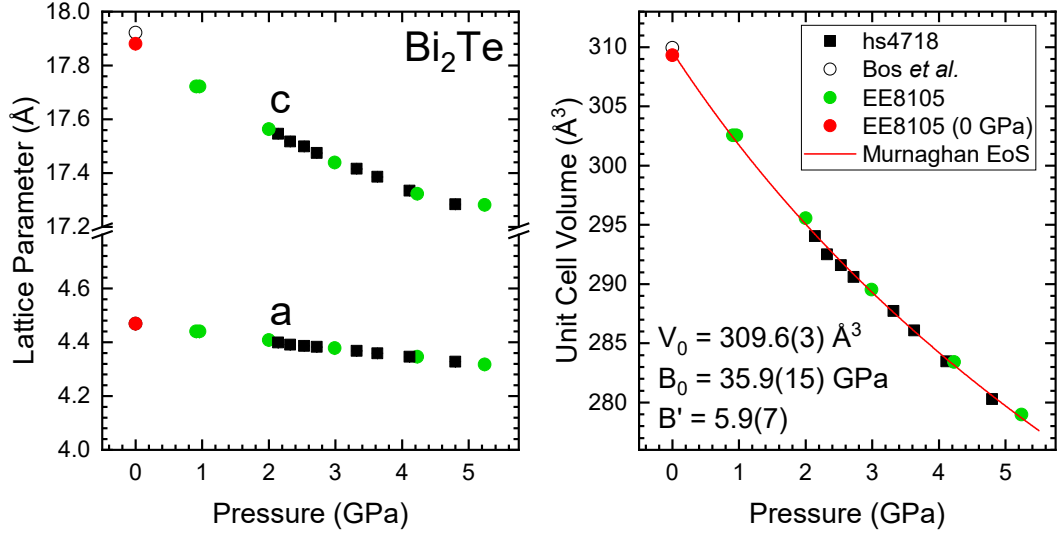 Bi₂Te
c
a
18.0
17.8
17.6
17.4
17.2
4.6
4.4
4.2
4.0
Lattice Parameter (Å)
0 1 2 3 4 5
Pressure (GPa)
hs4718
Bos et al.
EE8105
EE8105 (0 GPa)
Murnaghan EoS
310
305
300
295
290
285
280
Unit Cell Volume (Å³)
V₀ = 309.6(3) Å³
B₀ = 35.9(15) GPa
B' = 5.9(7)
0 1 2 3 4 5
Pressure (GPa)